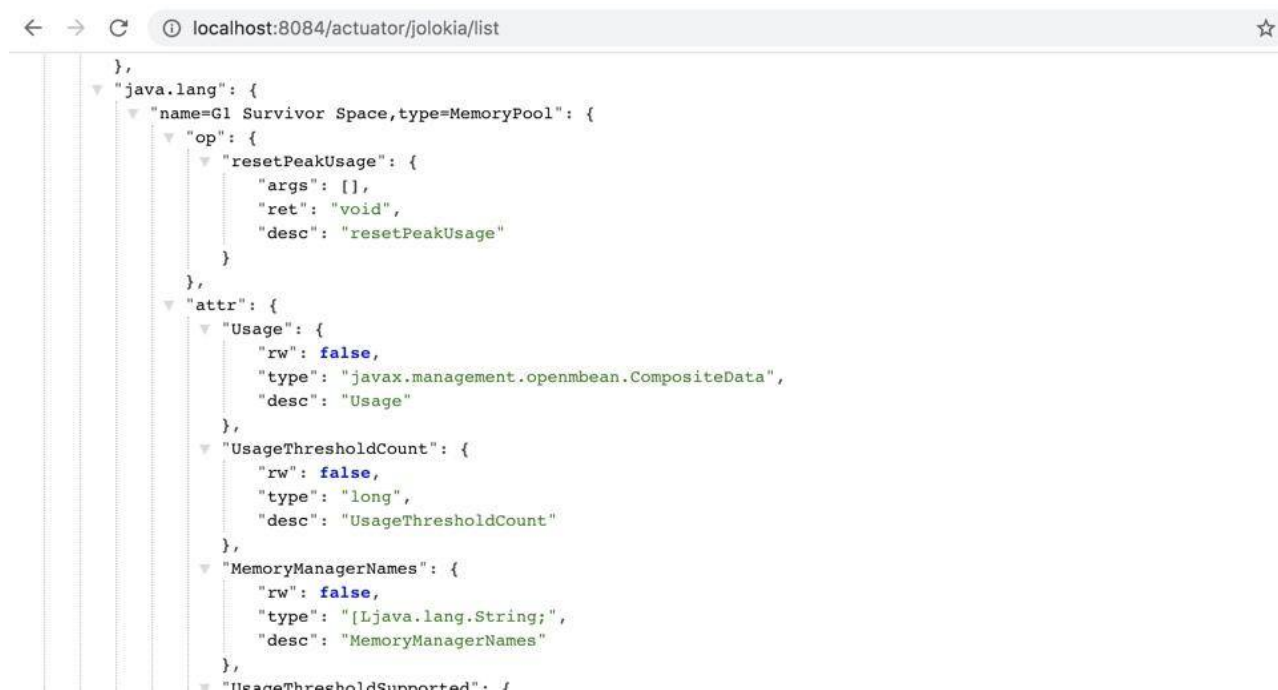 localhost:8084/actuator/jolokia/list
},
"java.lang": {
"name=G1 Survivor Space,type=MemoryPool": {
"op": {
"resetPeakUsage": {
"args": [],
"ret": "void",
"desc": "resetPeakUsage"
}
},
"attr": {
"Usage": {
"rw": false,
"type": "javax.management.openmbean.CompositeData",
"desc": "Usage"
},
"UsageThresholdCount": {
"rw": false,
"type": "long",
"desc": "UsageThresholdCount"
},
"MemoryManagerNames": {
"rw": false,
"type": "[Ljava.lang.String;",
"desc": "MemoryManagerNames"
},
"UsageThresholdSupported": {